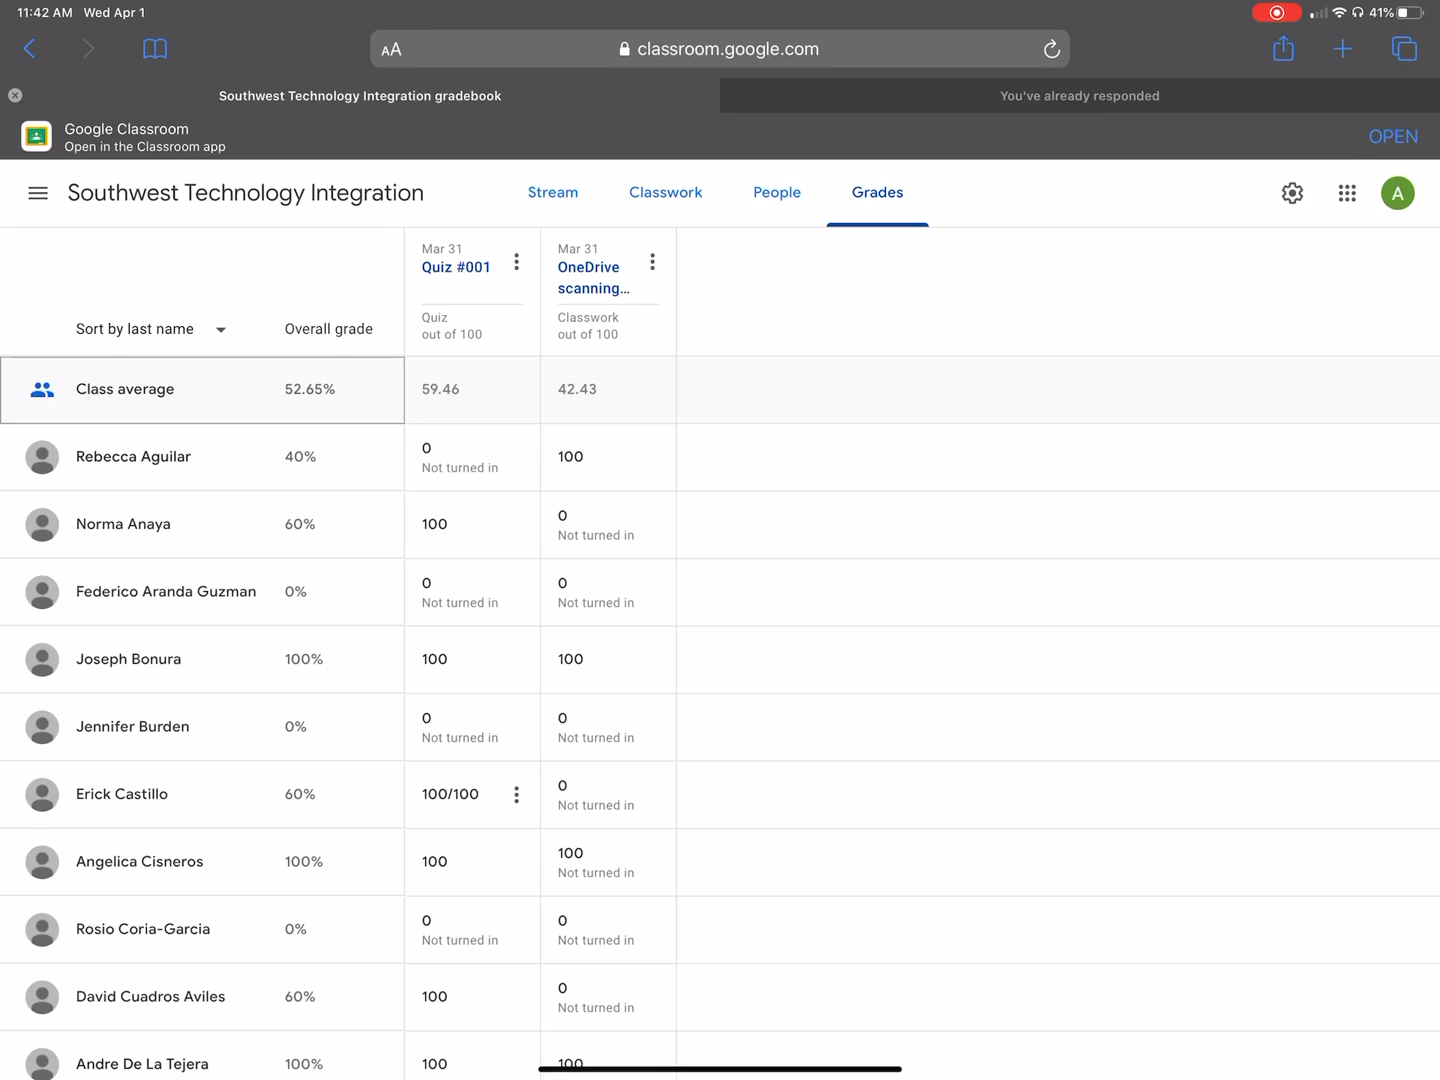 11:42 AM Wed Apr 1
41%
AA classroom.google.com
Southwest Technology Integration gradebook
You've already responded
Google Classroom
Open in the Classroom app
OPEN
Southwest Technology Integration
Stream Classwork People Grades
A
Sort by last name Overall grade
Mar 31
Quiz #001
Quiz
out of 100
Mar 31
OneDrive
scanning...
Classwork
out of 100
Class average 52.65% 59.46 42.43
Rebecca Aguilar 40% 0 100
Not turned in
Norma Anaya 60% 100 0
Not turned in
Federico Aranda Guzman 0% 0 0
Not turned in Not turned in
Joseph Bonura 100% 100 100
Jennifer Burden 0% 0 0
Not turned in Not turned in
Erick Castillo 60% 100/100 0
Not turned in
Angelica Cisneros 100% 100 100
Not turned in
Rosio Coria-Garcia 0% 0 0
Not turned in Not turned in
David Cuadros Aviles 60% 100 0
Not turned in
Andre De La Tejera 100% 100 100